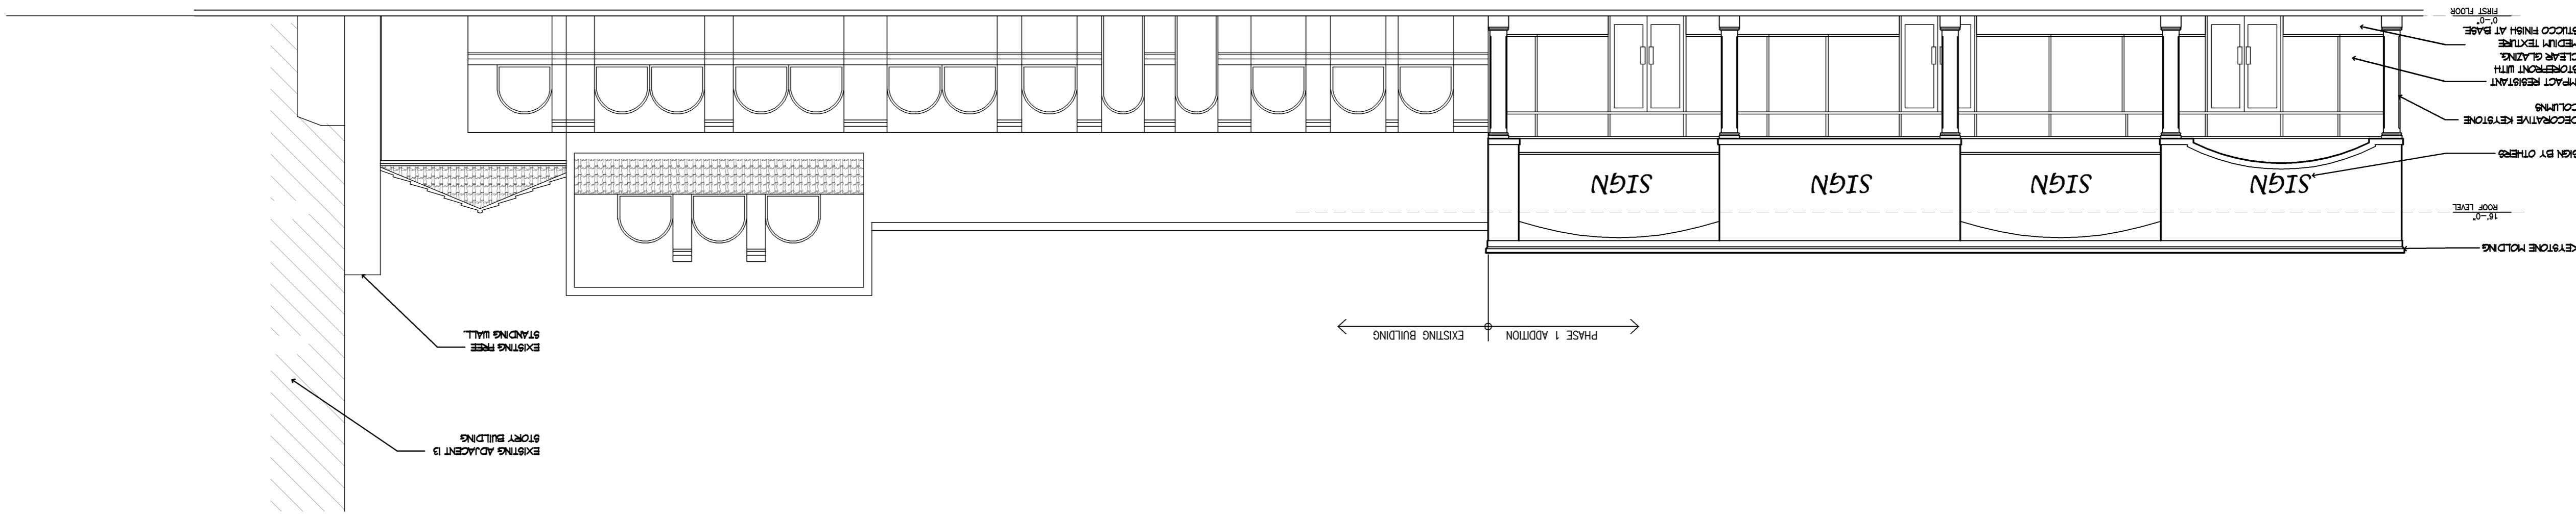 EXISTING ADJACENT 13
STORY BUILDING
EXISTING FREE
STANDING WALL.
PHASE 1 ADDITION
EXISTING BUILDING
KEYSTONE MOLDING
16'-0"
ROOF LEVEL
SIGN
SIGN
SIGN
SIGN
SIGN BY OTHERS
DECORATIVE KEYSTONE
COLUMNS
IMPACT RESISTANT
STOREFRONT WITH
CLEAR GLAZING.
MEDIUM TEXTURE
STUCCO FINISH AT BASE
0'-0"
FIRST FLOOR